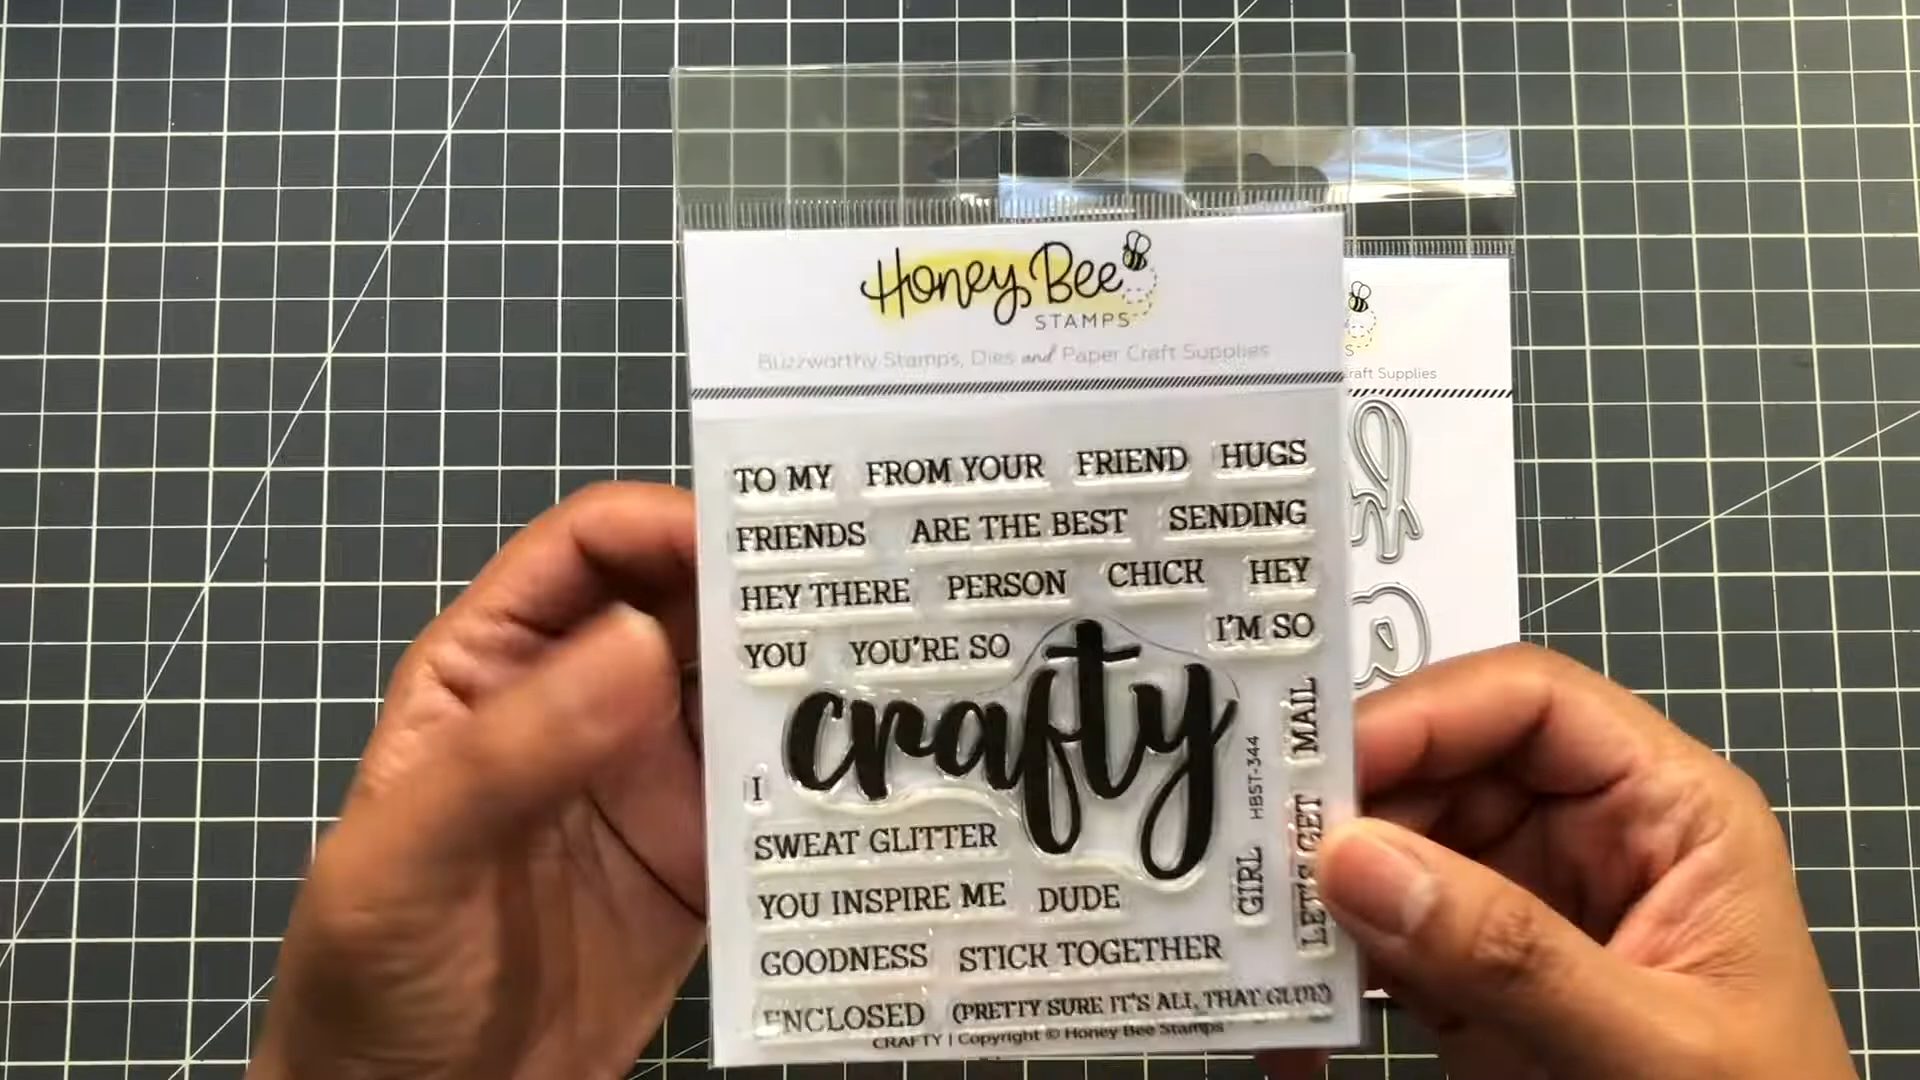 Honey Bee
STAMPS
Buzzworthy Stamps, Dies and Paper Craft Supplies
TO MY FROM YOUR FRIEND HUGS
FRIENDS ARE THE BEST SENDING
HEY THERE PERSON CHICK HEY
YOU YOU'RE SO I'M SO
crafty
I
MAIL
HBST-344
SWEAT GLITTER
GIRL
LET'S GET
YOU INSPIRE ME DUDE
GOODNESS STICK TOGETHER
ENCLOSED (PRETTY SURE IT'S ALL THAT GLUE)
CRAFTY | Copyright © Honey Bee Stamps
S
Craft Supplies